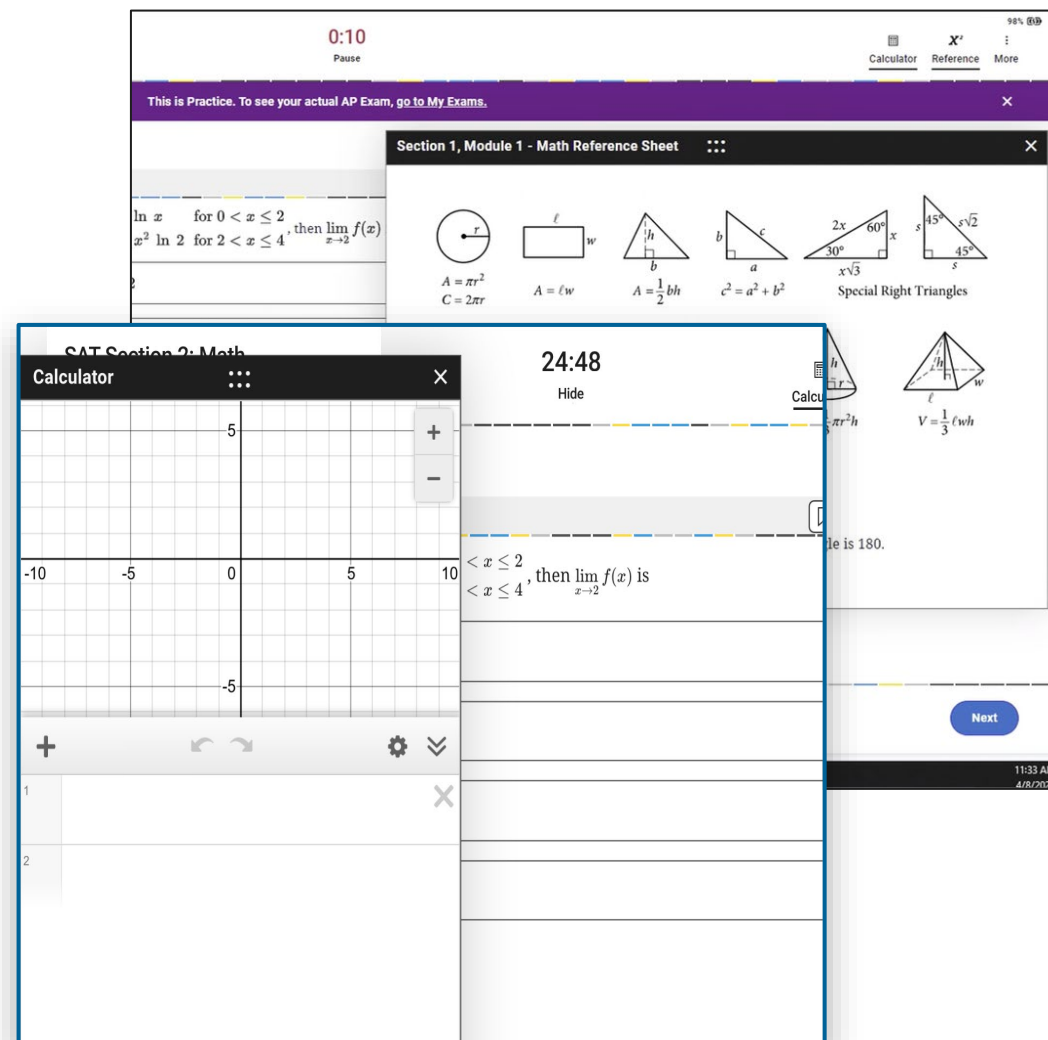 98%
0:10
Pause
Calculator
Reference
More
This is Practice. To see your actual AP Exam, go to My Exams.
Section 1, Module 1 - Math Reference Sheet
ln x for 0 < x ≤ 2
x² ln 2 for 2 < x ≤ 4
, then lim x→2 f(x)
r
ℓ
w
h
b
b
c
a
2x
60°
x
30°
x√3
s
45°
s√2
45°
s
A = πr²
C = 2πr
A = ℓw
A = 1/2 bh
c² = a² + b²
Special Right Triangles
h
r
πr²h
h
w
ℓ
V = 1/3 ℓwh
SAT Section 2: Math
24:48
Hide
Calcu
Calculator
5
-10
-5
0
5
10
-5
< x ≤ 2
< x ≤ 4
, then lim x→2 f(x) is
le is 180.
Next
1
2
11:33 A
4/8/202